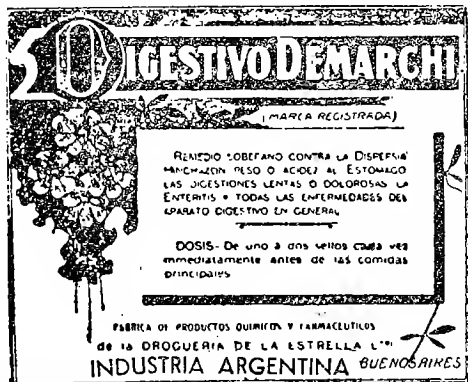 DIGESTIVO DEMARCHI
(MARCA REGISTRADA)
REMEDIO SOBERANO CONTRA LA DISPEPSIA
HINCHAZON PESO O ACIDEZ AL ESTOMAGO
LAS DIGESTIONES LENTAS O DOLOROSAS LA
ENTERITIS Y TODAS LAS ENFERMEDADES DEL
APARATO DIGESTIVO EN GENERAL
DOSIS - De uno a dos sellos cada vez
immediatamente antes de las comidas
principales
FABRICA DE PRODUCTOS QUIMICOS Y FARMACEUTICOS
de la DROGUERIA DE LA ESTRELLA Lᵀᴰᴬ
INDUSTRIA ARGENTINA BUENOS AIRES